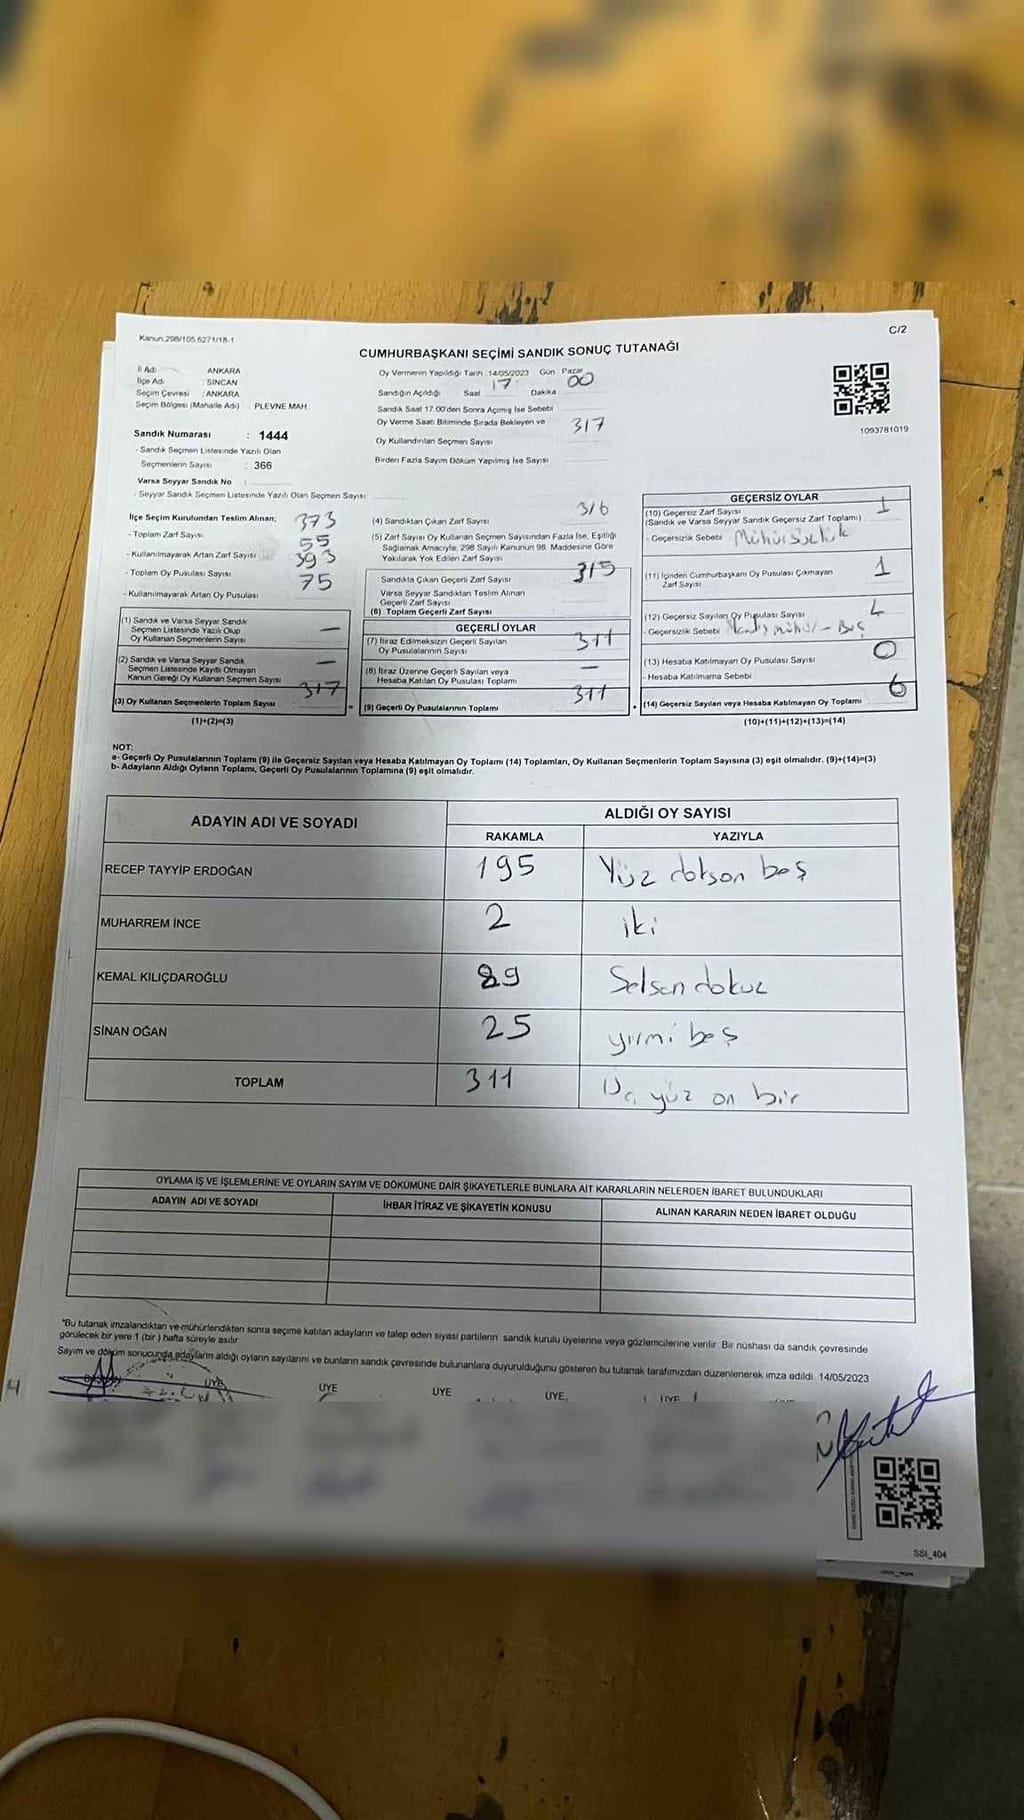 Kanun:298/105.6271/18-1
C/2
CUMHURBAŞKANI SEÇİMİ SANDIK SONUÇ TUTANAĞI
İl Adı : ANKARA
İlçe Adı : SİNCAN
Seçim Çevresi : ANKARA
Seçim Bölgesi (Mahalle Adı) PLEVNE MAH.
Sandık Numarası : 1444
- Sandık Seçmen Listesinde Yazılı Olan
Seçmenlerin Sayısı : 366
Varsa Seyyar Sandık No :
- Seyyar Sandık Seçmen Listesinde Yazılı Olan Seçmen Sayısı:
Oy Vermenin Yapıldığı Tarih :14/05/2023 Gün Pazar
Sandığın Açıldığı Saat 17 Dakika 00
Sandık Saat 17.00'den Sonra Açımış İse Sebebi
Oy Verme Saati Bitiminde Sırada Bekleyen ve
317
Oy Kullandırılan Seçmen Sayısı
Birden Fazla Sayım Döküm Yapılmış İse Sayısı
1093781019
İlçe Seçim Kurulundan Teslim Alınan;
- Toplam Zarf Sayısı 373
- Kullanılmayarak Artan Zarf Sayısı 55
- Toplam Oy Pusulası Sayısı 393
- Kullanılmayarak Artan Oy Pusulası 75
(1) Sandık ve Varsa Seyyar Sandık
Seçmen Listesinde Yazılı Olup
Oy Kullanan Seçmenlerin Sayısı —
(2) Sandık ve Varsa Seyyar Sandık
Seçmen Listesinde Kayıtlı Olmayan
Kanun Gereği Oy Kullanan Seçmen Sayısı —
(3) Oy Kullanan Seçmenlerin Toplam Sayısı 317
(1)+(2)=(3)
(4) Sandıktan Çıkan Zarf Sayısı 316
(5) Zarf Sayısı Oy Kullanan Seçmen Sayısından Fazla İse, Eşitliği
Sağlamak Amacıyla, 298 Sayılı Kanunun 98. Maddesine Göre
Yakılarak Yok Edilen Zarf Sayısı
Sandıkta Çıkan Geçerli Zarf Sayısı 315
Varsa Seyyar Sandıktan Teslim Alınan
Geçerli Zarf Sayısı
(6) Toplam Geçerli Zarf Sayısı
GEÇERLİ OYLAR
(7) İtiraz Edilmeksizin Geçerli Sayılan
Oy Pusulalarının Sayısı 311
(8) İtiraz Üzerine Geçerli Sayılan veya
Hesaba Katılan Oy Pusulası Toplamı —
(9) Geçerli Oy Pusulalarının Toplamı 311
GEÇERSİZ OYLAR
(10) Geçersiz Zarf Sayısı 1
(Sandık ve Varsa Seyyar Sandık Geçersiz Zarf Toplamı)
- Geçersizlik Sebebi Mühürsüzlük
(11) İçinden Cumhurbaşkanı Oy Pusulası Çıkmayan
Zarf Sayısı 1
(12) Geçersiz Sayılan Oy Pusulası Sayısı 4
- Geçersizlik Sebebi mühür - Boş
(13) Hesaba Katılmayan Oy Pusulası Sayısı 0
- Hesaba Katılmama Sebebi
(14) Geçersiz Sayılan veya Hesaba Katılmayan Oy Toplamı 6
(10)+(11)+(12)+(13)=(14)
NOT:
a- Geçerli Oy Pusulalarının Toplamı (9) ile Geçersiz Sayılan veya Hesaba Katılmayan Oy Toplamı (14) Toplamları, Oy Kullanan Seçmenlerin Toplam Sayısına (3) eşit olmalıdır. (9)+(14)=(3)
b- Adayların Aldığı Oyların Toplamı, Geçerli Oy Pusulalarının Toplamına (9) eşit olmalıdır.
ADAYIN ADI VE SOYADI ALDIĞI OY SAYISI
RAKAMLA YAZIYLA
RECEP TAYYİP ERDOĞAN 195 Yüz doksan beş
MUHARREM İNCE 2 iki
KEMAL KILIÇDAROĞLU 89 Seksen dokuz
SİNAN OĞAN 25 yirmi beş
TOPLAM 311 yüz on bir
OYLAMA İŞ VE İŞLEMLERİNE VE OYLARIN SAYIM VE DÖKÜMÜNE DAİR ŞİKAYETLERLE BUNLARA AİT KARARLARIN NELERDEN İBARET BULUNDUKLARI
ADAYIN ADI VE SOYADI İHBAR İTİRAZ VE ŞİKAYETİN KONUSU ALINAN KARARIN NEDEN İBARET OLDUĞU
"Bu tutanak imzalandıktan ve mühürlendikten sonra seçime katılan adayların ve talep eden siyasi partilerin sandık kurulu üyelerine veya gözlemcilerine verilir. Bir nüshası da sandık çevresinde
görülecek bir yere 1 (bir) hafta süreyle asılır.
Sayım ve döküm sonucunda adayların aldığı oyların sayılarını ve bunların sandık çevresinde bulunanlara duyurulduğunu gösteren bu tutanak tarafımızdan düzenlenerek imza edildi. 14/05/2023
BAŞKAN ÜYE ÜYE ÜYE ÜYE ÜYE
SSI_404